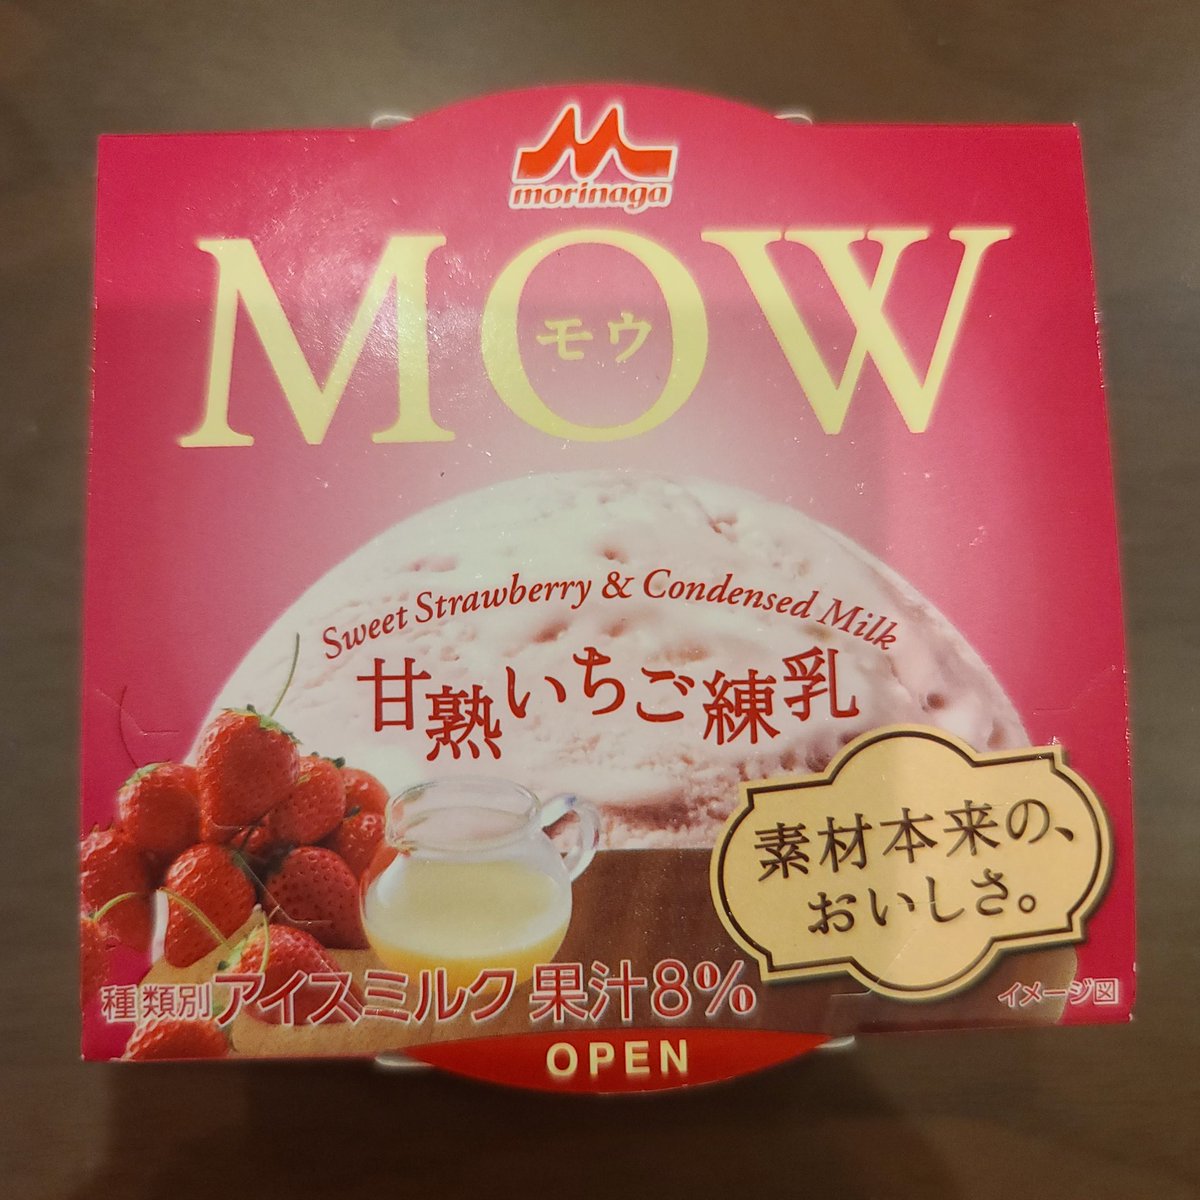 morinaga
MOW
モウ
Sweet Strawberry & Condensed Milk
甘熟いちご練乳
素材本来の、
おいしさ。
種類別アイスミルク 果汁8%
イメージ図
OPEN